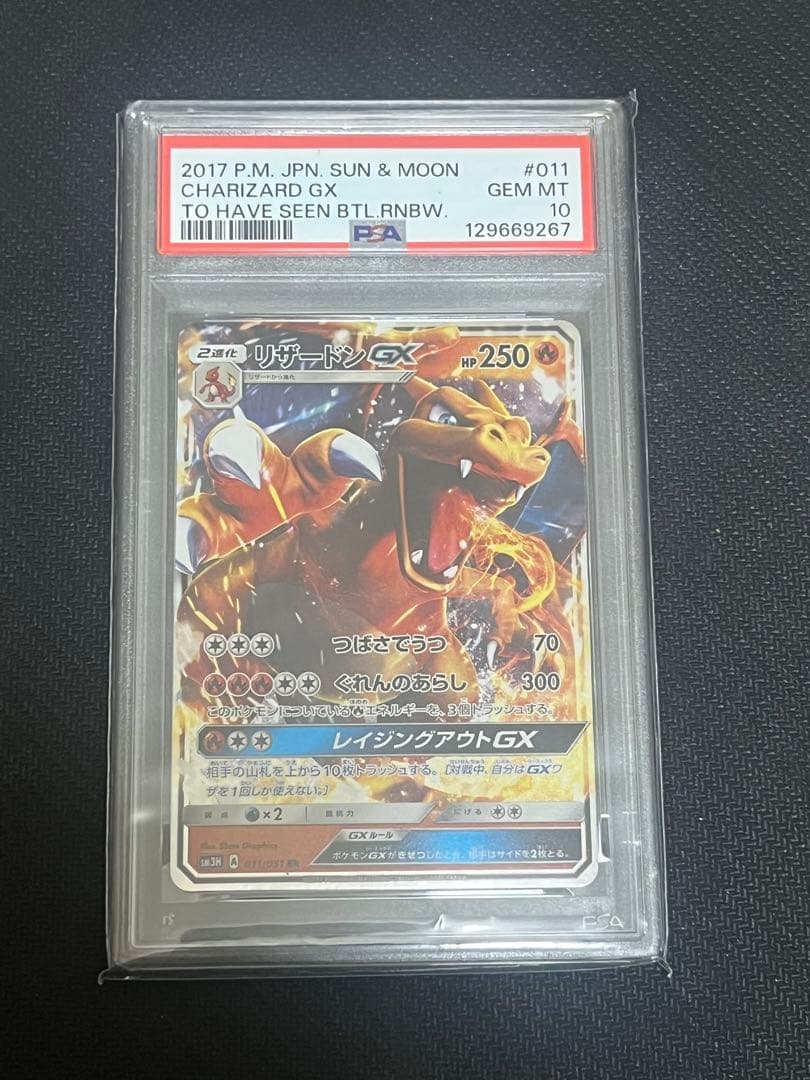 2017 P.M. JPN. SUN & MOON #011
CHARIZARD GX GEM MT
TO HAVE SEEN BTL.RNBW. 10
PSA 129669267
2進化 リザードンGX HP250
リザードから進化
つばさでうつ 70
ぐれんのあらし 300
このポケモンについているエネルギーを、3個トラッシュする。
レイジングアウトGX
相手の山札を上から10枚トラッシュする。[対戦中、自分はGXワ
ザを1回しか使えない。]
弱点 ×2 抵抗力 にげる
GXルール
ポケモンGXがきぜつしたとき、相手はサイドを2枚とる。
Illus. 5ban Graphics
SM3H A 011/051 RR
PSA